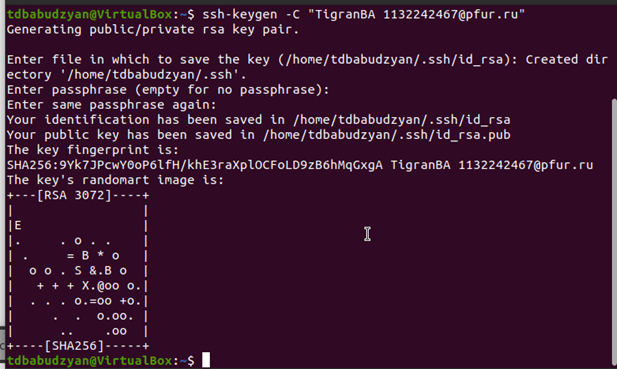 tdbabudzyan@VirtualBox:~$ ssh-keygen -C "TigranBA 1132242467@pfur.ru"
Generating public/private rsa key pair.

Enter file in which to save the key (/home/tdbabudzyan/.ssh/id_rsa): Created dir
ectory '/home/tdbabudzyan/.ssh'.
Enter passphrase (empty for no passphrase):
Enter same passphrase again:
Your identification has been saved in /home/tdbabudzyan/.ssh/id_rsa
Your public key has been saved in /home/tdbabudzyan/.ssh/id_rsa.pub
The key fingerprint is:
SHA256:9Yk7JPcwY0oP6lfH/khE3raXplOCFoLD9zB6hMqGxgA TigranBA 1132242467@pfur.ru
The key's randomart image is:
+---[RSA 3072]----+
|                 |
|E                |
|.     . o . .    |
| .     = B * o   |
|  o o . S &.B o  |
|   + + + X.@oo o.|
|  . . . o.=oo +o.|
|     .  .  o.oo. |
|      ..    .oo  |
+----[SHA256]-----+
tdbabudzyan@VirtualBox:~$